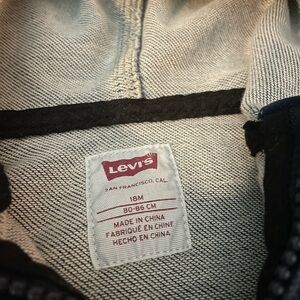 Levi's
SAN FRANCISCO, CAL.
18M
80-86 CM
MADE IN CHINA
FABRIQUÉ EN CHINE
HECHO EN CHINA